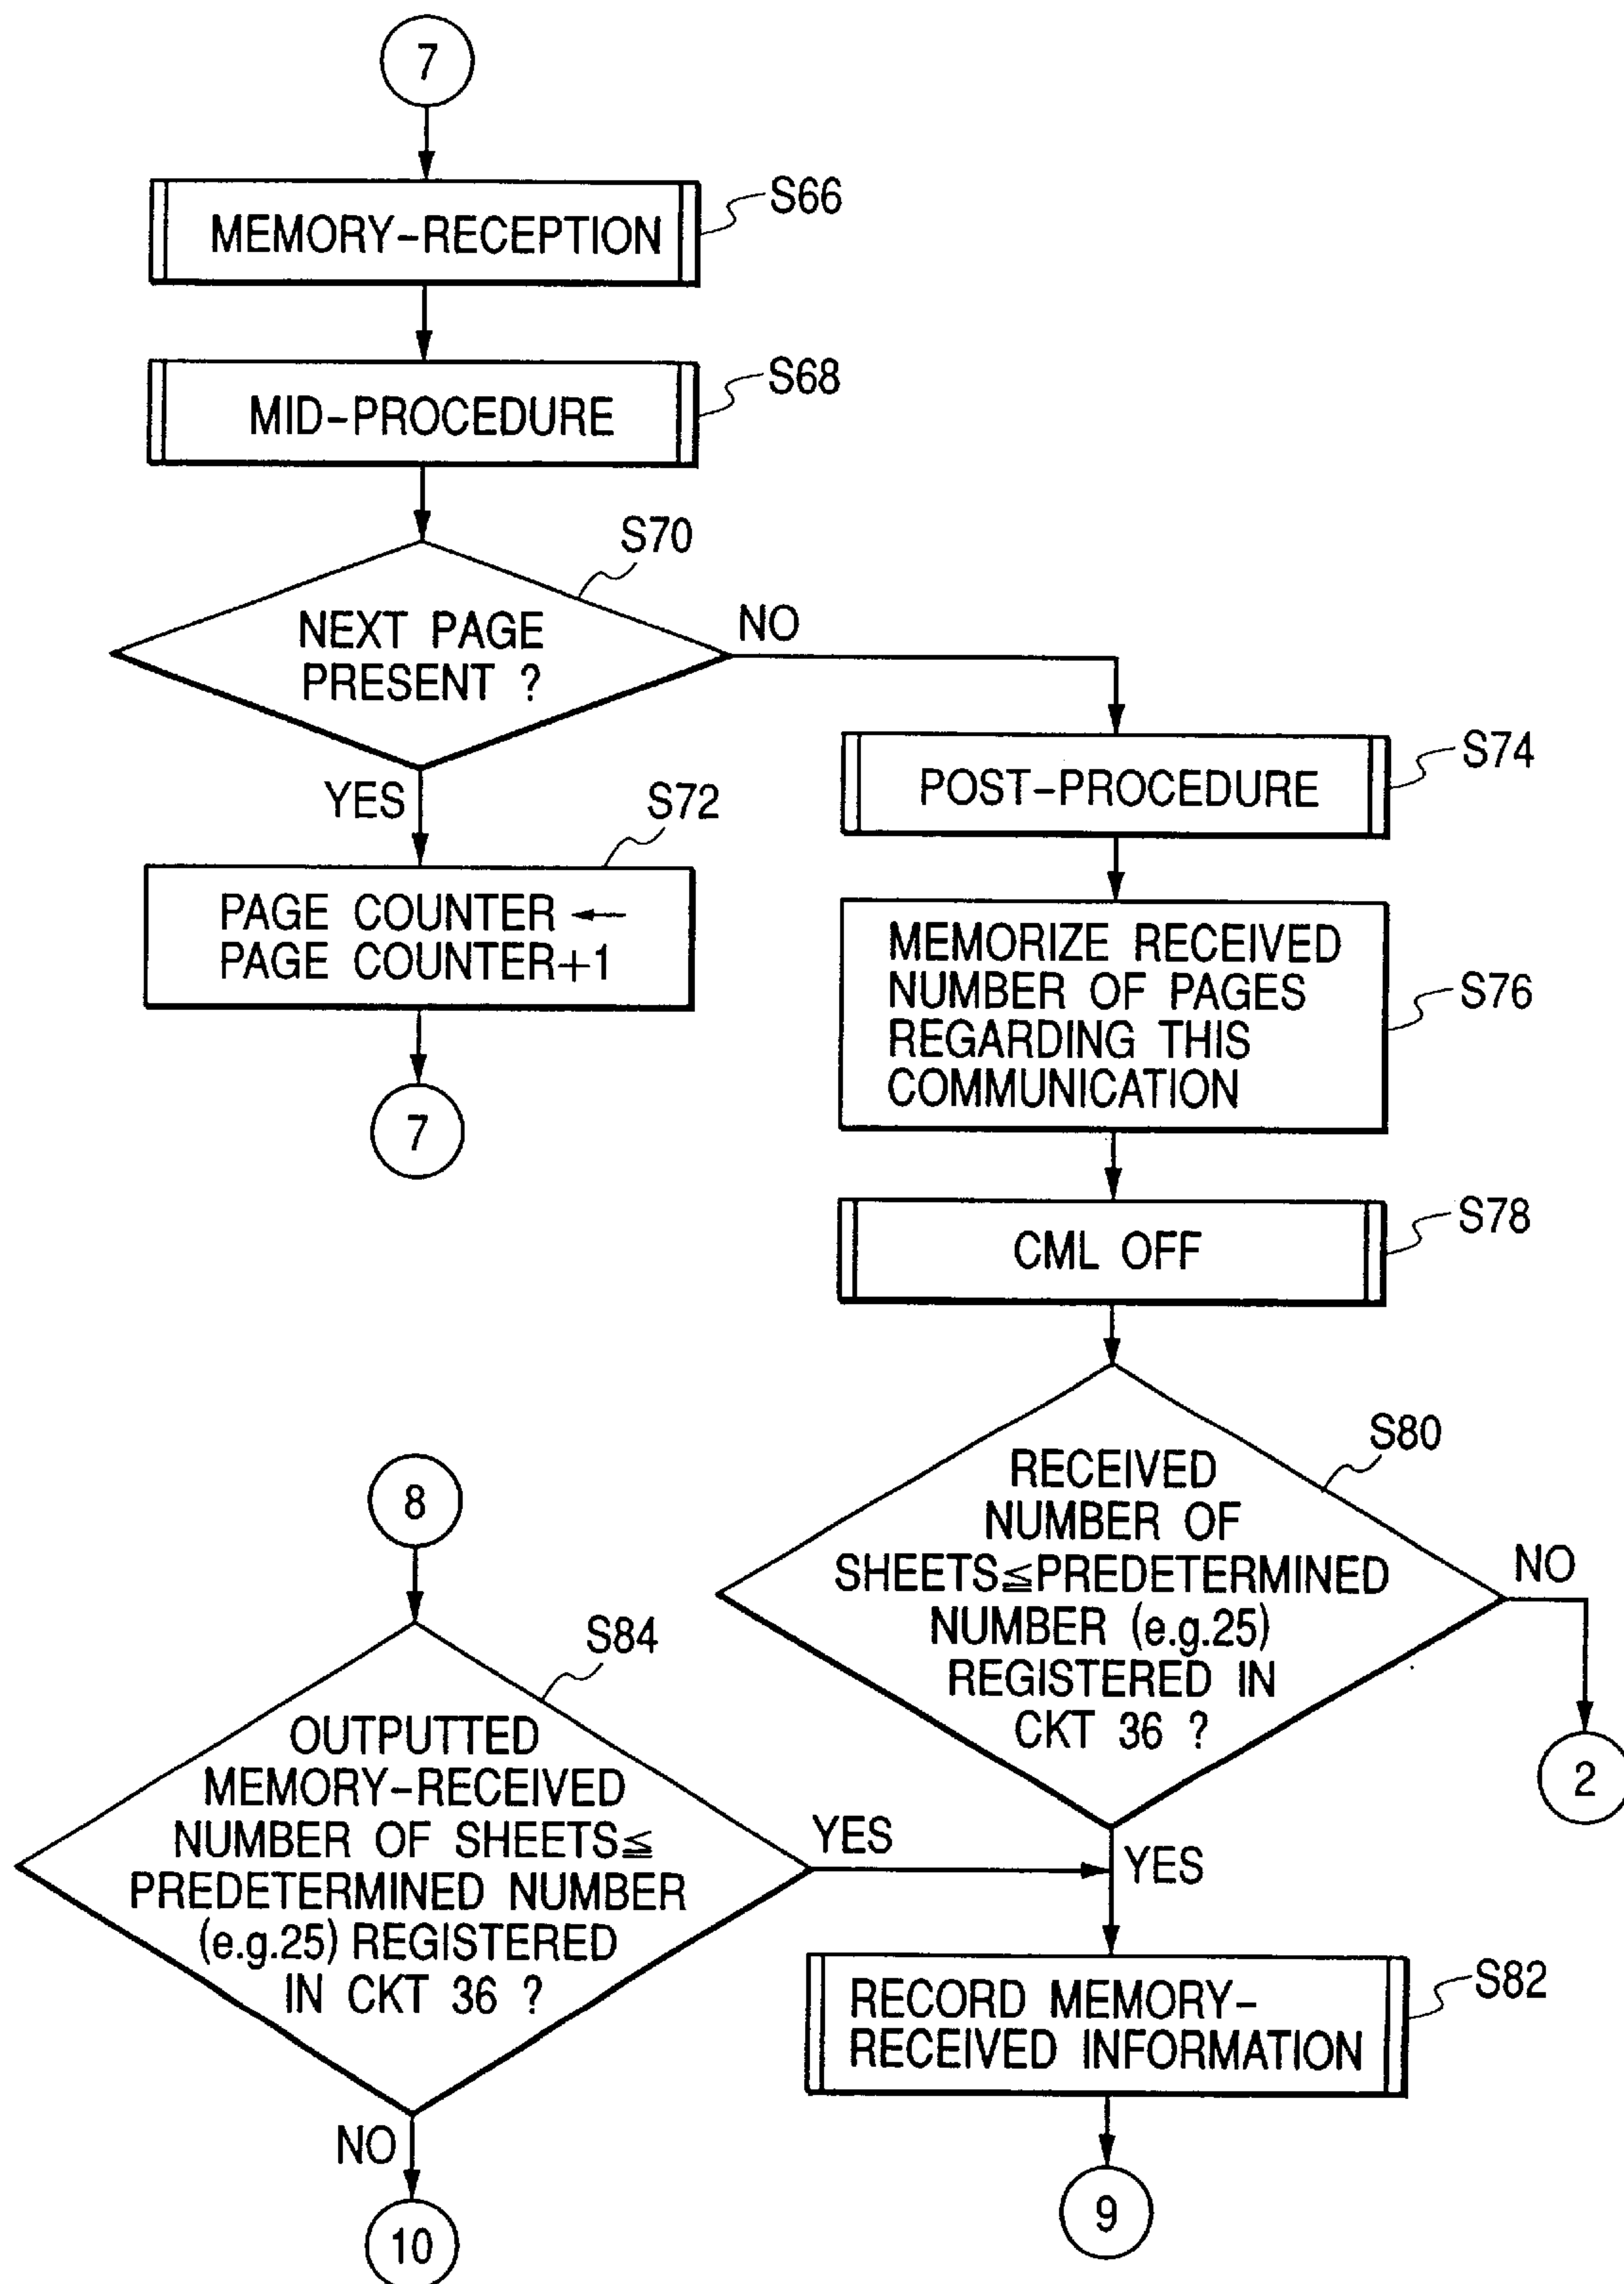 7
MEMORY-RECEPTION
S66
MID-PROCEDURE
S68
NEXT PAGE
PRESENT ?
S70
NO
YES
PAGE COUNTER ←
PAGE COUNTER+1
S72
7
POST-PROCEDURE
S74
MEMORIZE RECEIVED
NUMBER OF PAGES
REGARDING THIS
COMMUNICATION
S76
CML OFF
S78
RECEIVED
NUMBER OF
SHEETS≦PREDETERMINED
NUMBER (e.g.25)
REGISTERED IN
CKT 36 ?
S80
NO
2
YES
8
OUTPUTTED
MEMORY-RECEIVED
NUMBER OF SHEETS≦
PREDETERMINED NUMBER
(e.g.25) REGISTERED
IN CKT 36 ?
S84
YES
NO
10
RECORD MEMORY-
RECEIVED INFORMATION
S82
9